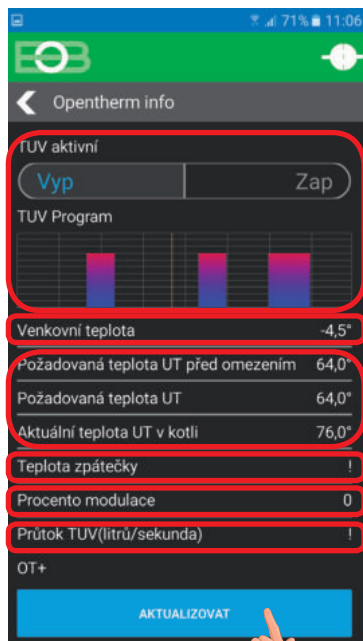 71% 11:06
EOB
Opentherm info
TUV aktivní
Vyp Zap
TUV Program
Venkovní teplota -4,5°
Požadovaná teplota UT před omezením 64,0°
Požadovaná teplota UT 64,0°
Aktuální teplota UT v kotli 76,0°
Teplota zpátečky !
Procento modulace 0
Průtok TUV(litrů/sekunda) !
OT+
AKTUALIZOVAT